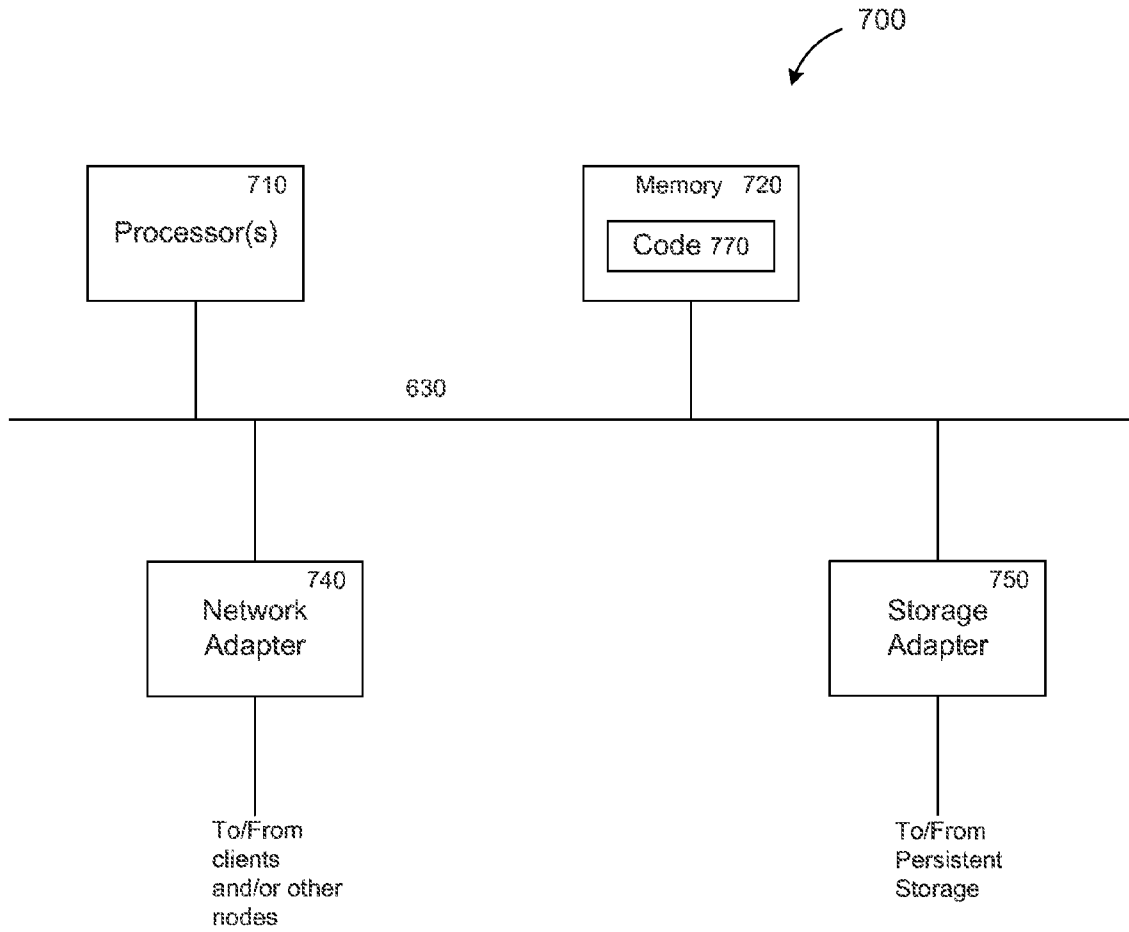 700
710
Processor(s)
Memory 720
Code 770
630
740
Network
Adapter
750
Storage
Adapter
To/From
clients
and/or other
nodes
To/From
Persistent
Storage